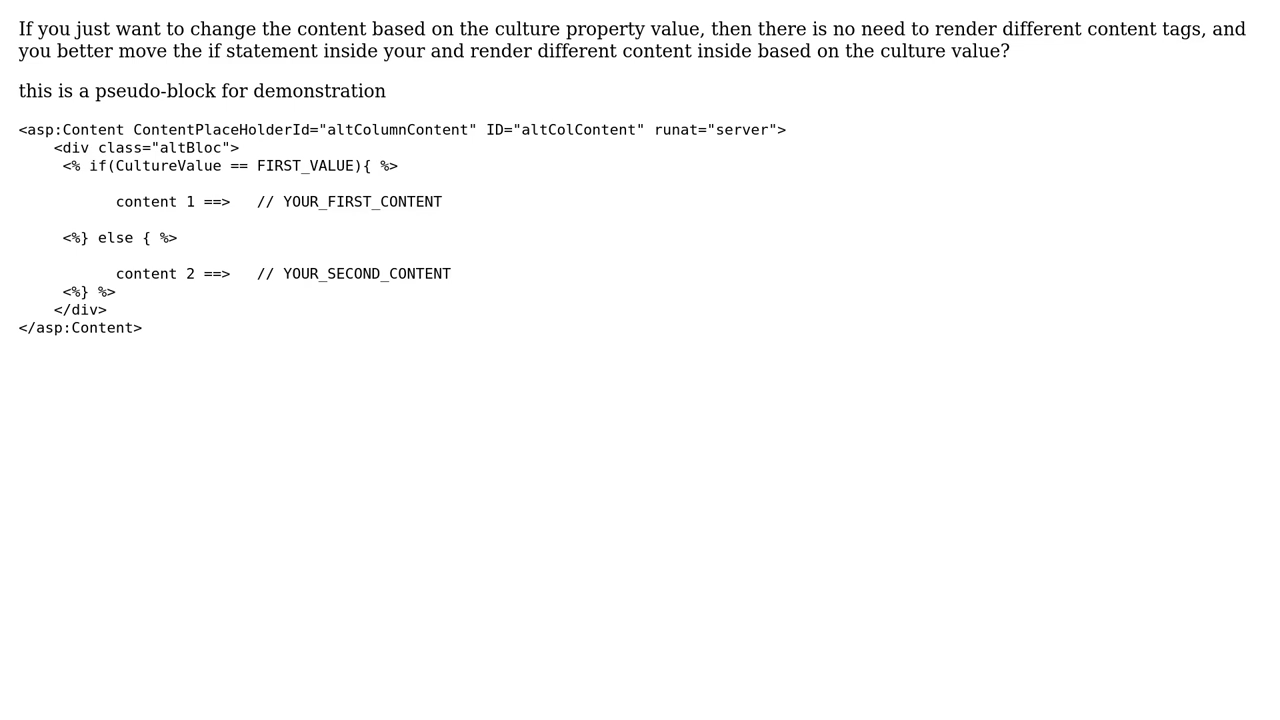 If you just want to change the content based on the culture property value, then there is no need to render different content tags, and
you better move the if statement inside your and render different content inside based on the culture value?
this is a pseudo-block for demonstration
<asp:Content ContentPlaceHolderId="altColumnContent" ID="altColContent" runat="server">
    <div class="altBloc">
     <% if(CultureValue == FIRST_VALUE){ %>
           content 1 ==>   // YOUR_FIRST_CONTENT
     <%} else { %>
           content 2 ==>   // YOUR_SECOND_CONTENT
     <%} %>
    </div>
</asp:Content>